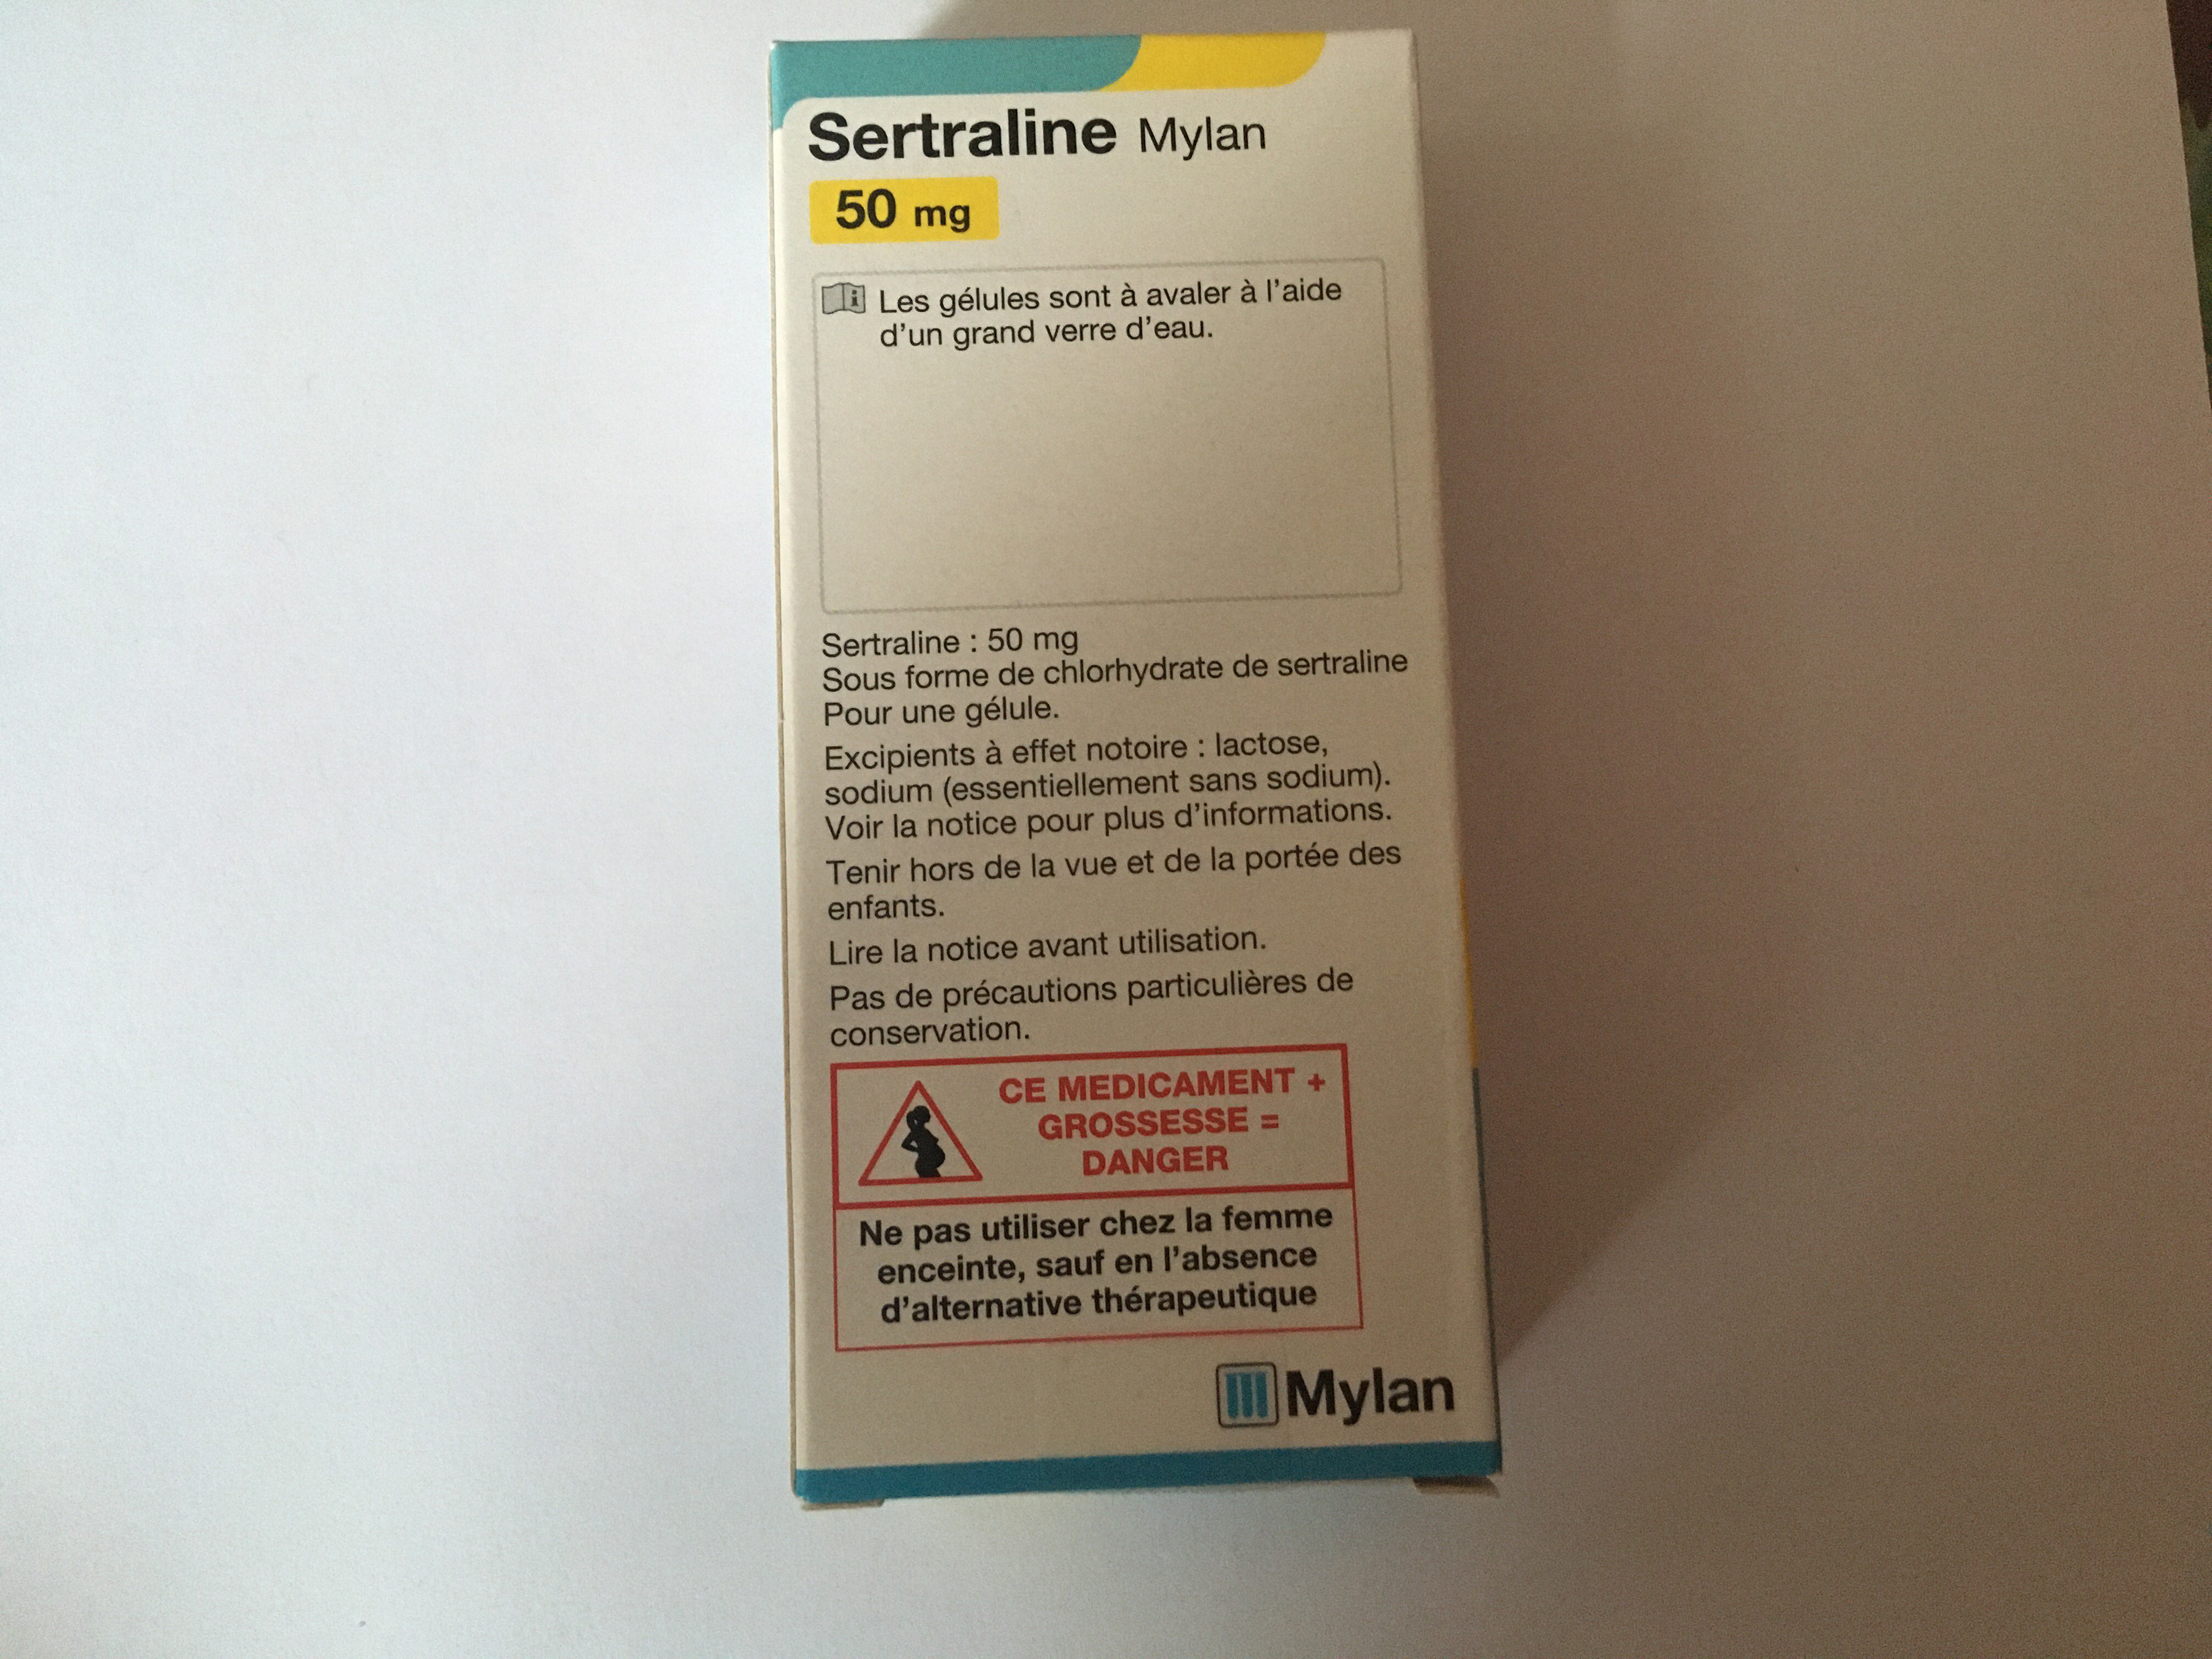 Sertraline Mylan
50 mg
Les gélules sont à avaler à l'aide
d'un grand verre d'eau.
Sertraline : 50 mg
Sous forme de chlorhydrate de sertraline
Pour une gélule.
Excipients à effet notoire : lactose,
sodium (essentiellement sans sodium).
Voir la notice pour plus d'informations.
Tenir hors de la vue et de la portée des
enfants.
Lire la notice avant utilisation.
Pas de précautions particulières de
conservation.
CE MEDICAMENT +
GROSSESSE =
DANGER
Ne pas utiliser chez la femme
enceinte, sauf en l'absence
d'alternative thérapeutique
Mylan